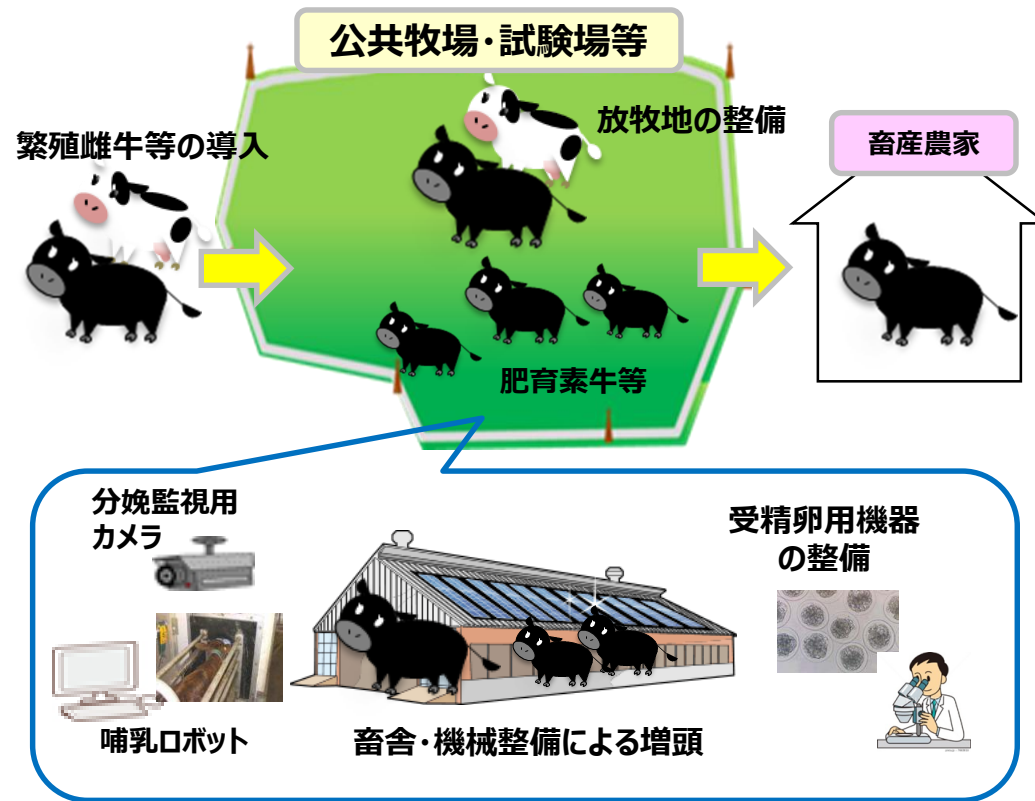 公共牧場･試験場等
繁殖雌牛等の導入
放牧地の整備
畜産農家
肥育素牛等
分娩監視用
カメラ
受精卵用機器
の整備
哺乳ロボット
畜舎･機械整備による増頭